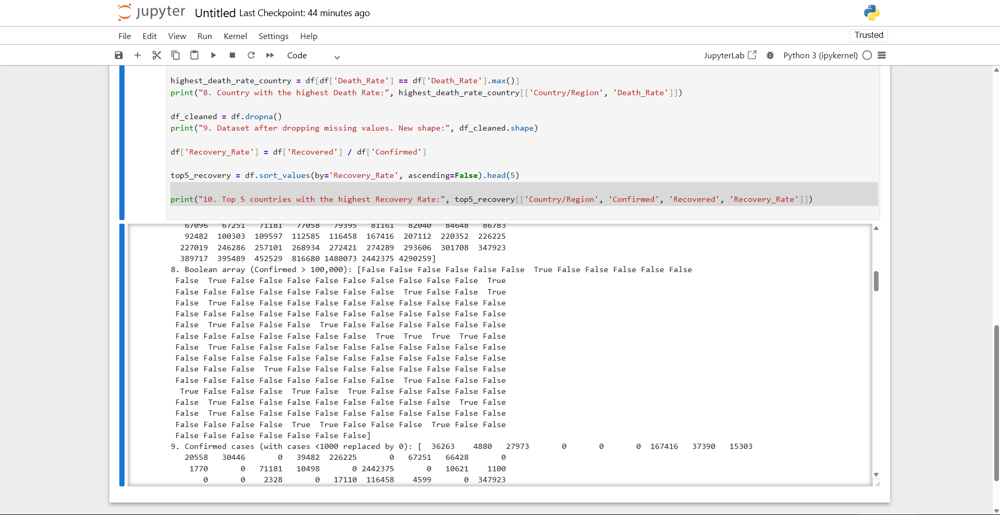 jupyter Untitled Last Checkpoint: 44 minutes ago
File Edit View Run Kernel Settings Help Trusted
Code JupyterLab Python 3 (ipykernel)
highest_death_rate_country = df[df['Death_Rate'] == df['Death_Rate'].max()]
print("8. Country with the highest Death Rate:", highest_death_rate_country[['Country/Region', 'Death_Rate']])
df_cleaned = df.dropna()
print("9. Dataset after dropping missing values. New shape:", df_cleaned.shape)
df['Recovery_Rate'] = df['Recovered'] / df['Confirmed']
top5_recovery = df.sort_values(by='Recovery_Rate', ascending=False).head(5)
print("10. Top 5 countries with the highest Recovery Rate:", top5_recovery[['Country/Region', 'Confirmed', 'Recovered', 'Recovery_Rate']])
67096 67251 71181 77058 79395 81161 82040 84648 86783
92482 100303 109597 112585 116458 167416 207112 220352 226225
227019 246286 257101 268934 272421 274289 293606 301708 347923
389717 395489 452529 816680 1480073 2442375 4290259]
8. Boolean array (Confirmed > 100,000): [False False False False False False True False False False False False
False True False False False False False False False False False True
False False False False False False False False True False False True
False True False False False False False False False False False False
False False False False False False False False False False False False
False True False False False True False False False False False False
False False False False False False False True True True True False
False True False False False False False False False False False False
False False False False False False False False False False False False
False False False True False False False False False False False False
False False False False False False False False True False False False
True False False False True False True False False False False False
False True False False False False False False False False True False
False True False False False False False False False False False False
False False False False True True False False False True False False
False False False False False False False]
9. Confirmed cases (with cases <1000 replaced by 0): [ 36263 4880 27973 0 0 0 167416 37390 15303
20558 30446 0 39482 226225 0 67251 66428 0
1770 0 71181 10498 0 2442375 0 10621 1100
0 0 2328 0 17110 116458 4599 0 347923